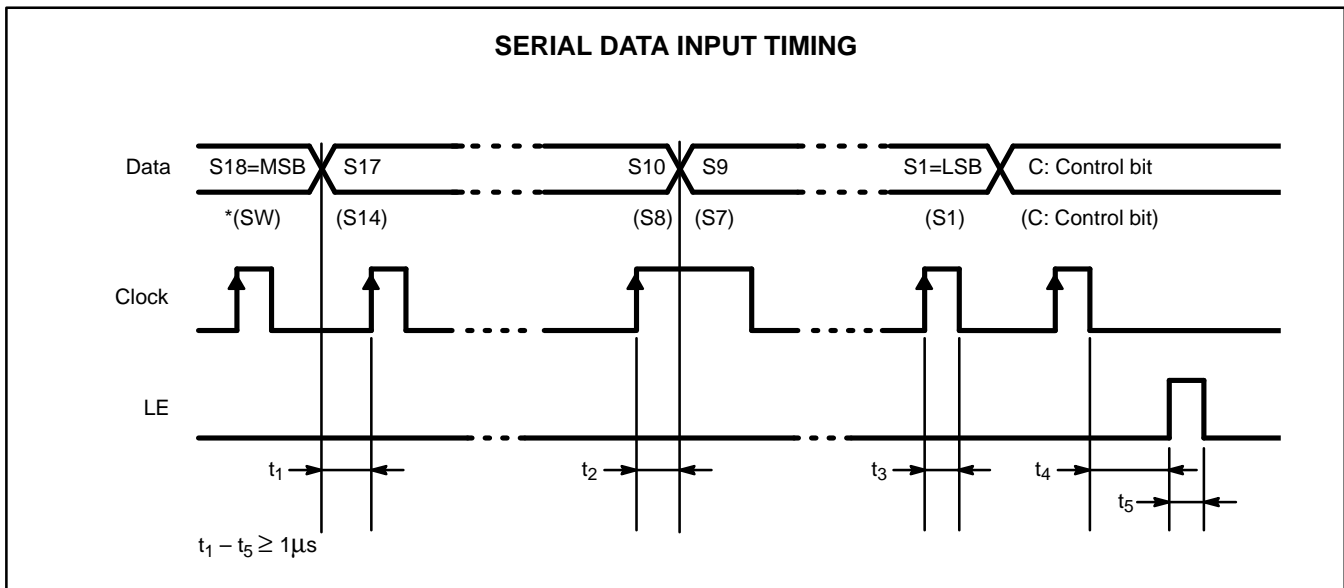 SERIAL DATA INPUT TIMING
Data S18=MSB S17 S10 S9 S1=LSB C: Control bit
*(SW) (S14) (S8) (S7) (S1) (C: Control bit)
Clock
LE
t₁ t₂ t₃ t₄
t₅
t₁ – t₅ ≥ 1μs